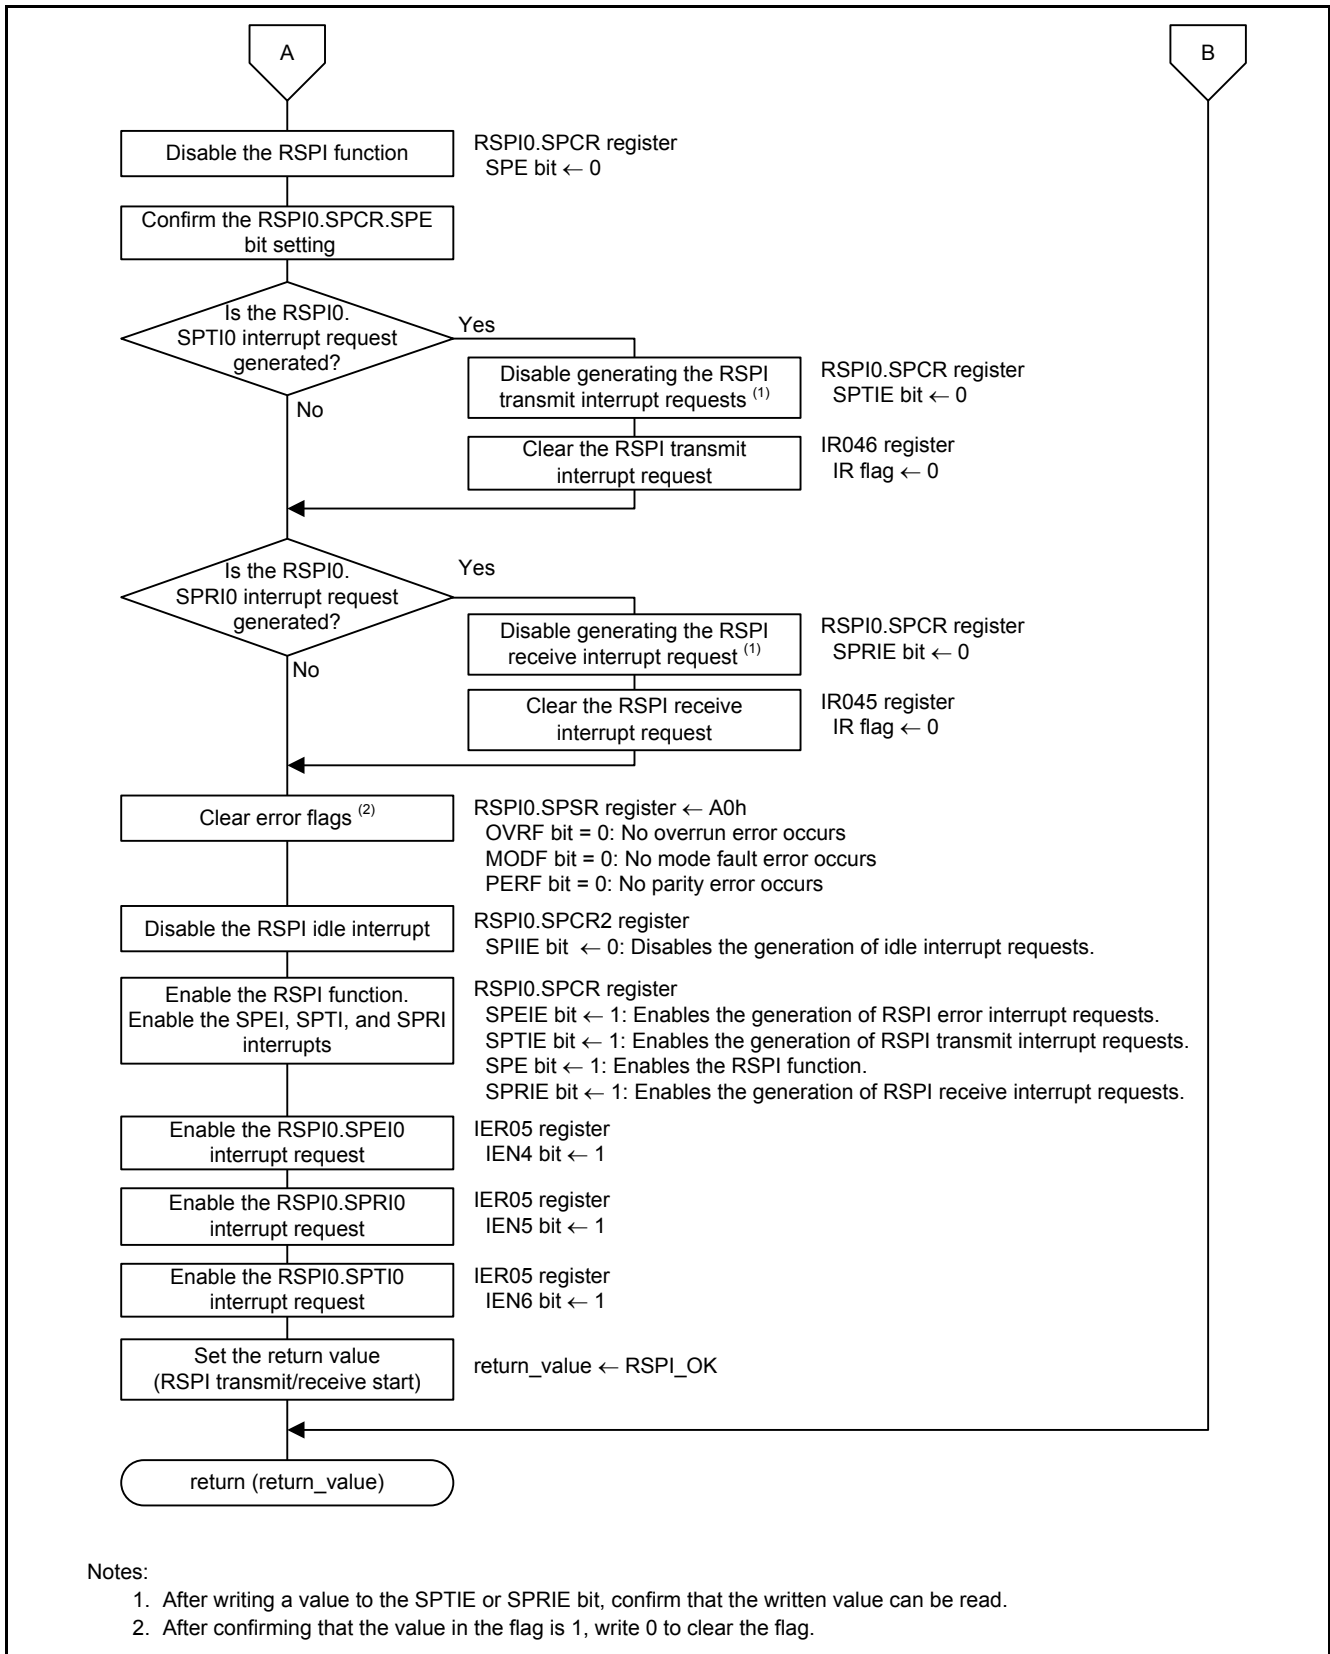 A
B
Disable the RSPI function
RSPI0.SPCR register
SPE bit ← 0
Confirm the RSPI0.SPCR.SPE
bit setting
Is the RSPI0.
SPTI0 interrupt request
generated?
Yes
No
Disable generating the RSPI
transmit interrupt requests (1)
RSPI0.SPCR register
SPTIE bit ← 0
Clear the RSPI transmit
interrupt request
IR046 register
IR flag ← 0
Is the RSPI0.
SPRI0 interrupt request
generated?
Yes
No
Disable generating the RSPI
receive interrupt request (1)
RSPI0.SPCR register
SPRIE bit ← 0
Clear the RSPI receive
interrupt request
IR045 register
IR flag ← 0
Clear error flags (2)
RSPI0.SPSR register ← A0h
OVRF bit = 0: No overrun error occurs
MODF bit = 0: No mode fault error occurs
PERF bit = 0: No parity error occurs
Disable the RSPI idle interrupt
RSPI0.SPCR2 register
SPIIE bit ← 0: Disables the generation of idle interrupt requests.
Enable the RSPI function.
Enable the SPEI, SPTI, and SPRI
interrupts
RSPI0.SPCR register
SPEIE bit ← 1: Enables the generation of RSPI error interrupt requests.
SPTIE bit ← 1: Enables the generation of RSPI transmit interrupt requests.
SPE bit ← 1: Enables the RSPI function.
SPRIE bit ← 1: Enables the generation of RSPI receive interrupt requests.
Enable the RSPI0.SPEI0
interrupt request
IER05 register
IEN4 bit ← 1
Enable the RSPI0.SPRI0
interrupt request
IER05 register
IEN5 bit ← 1
Enable the RSPI0.SPTI0
interrupt request
IER05 register
IEN6 bit ← 1
Set the return value
(RSPI transmit/receive start)
return_value ← RSPI_OK
return (return_value)
Notes:
1. After writing a value to the SPTIE or SPRIE bit, confirm that the written value can be read.
2. After confirming that the value in the flag is 1, write 0 to clear the flag.